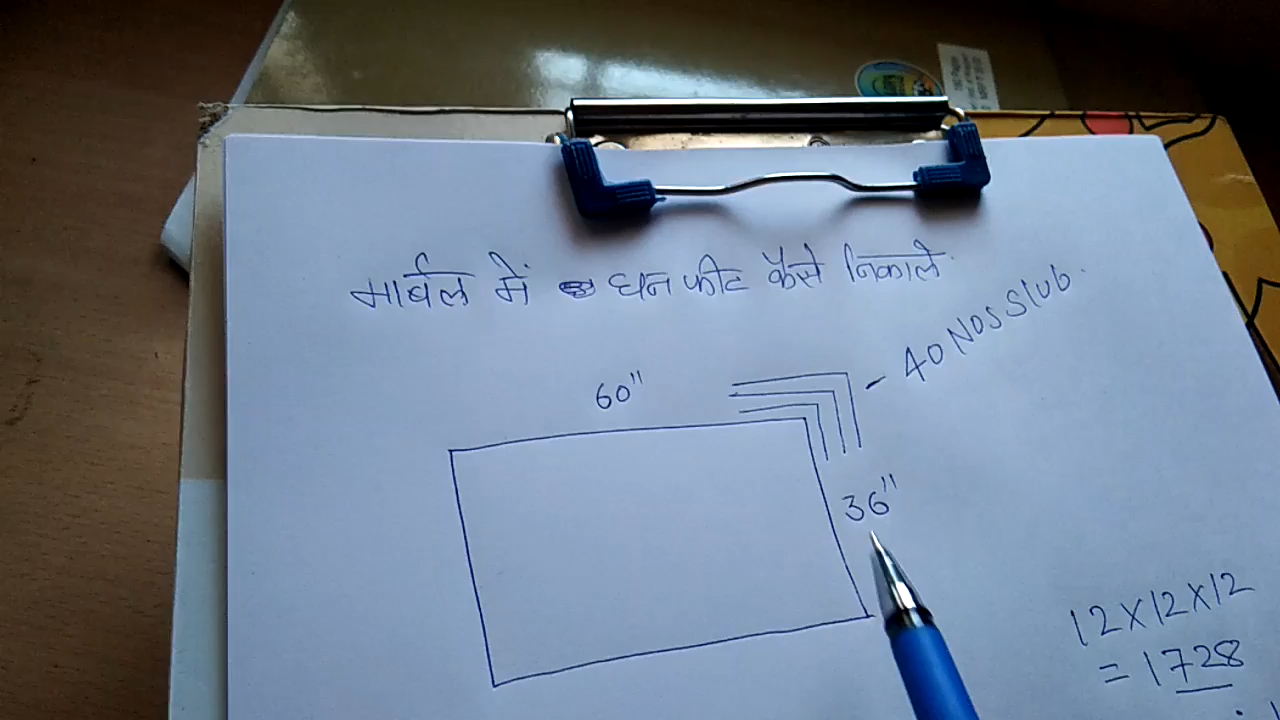 मार्बल में घन फीट कैसे निकाले
60"
40 Nos Slub.
36"
12X12X12
= 1728